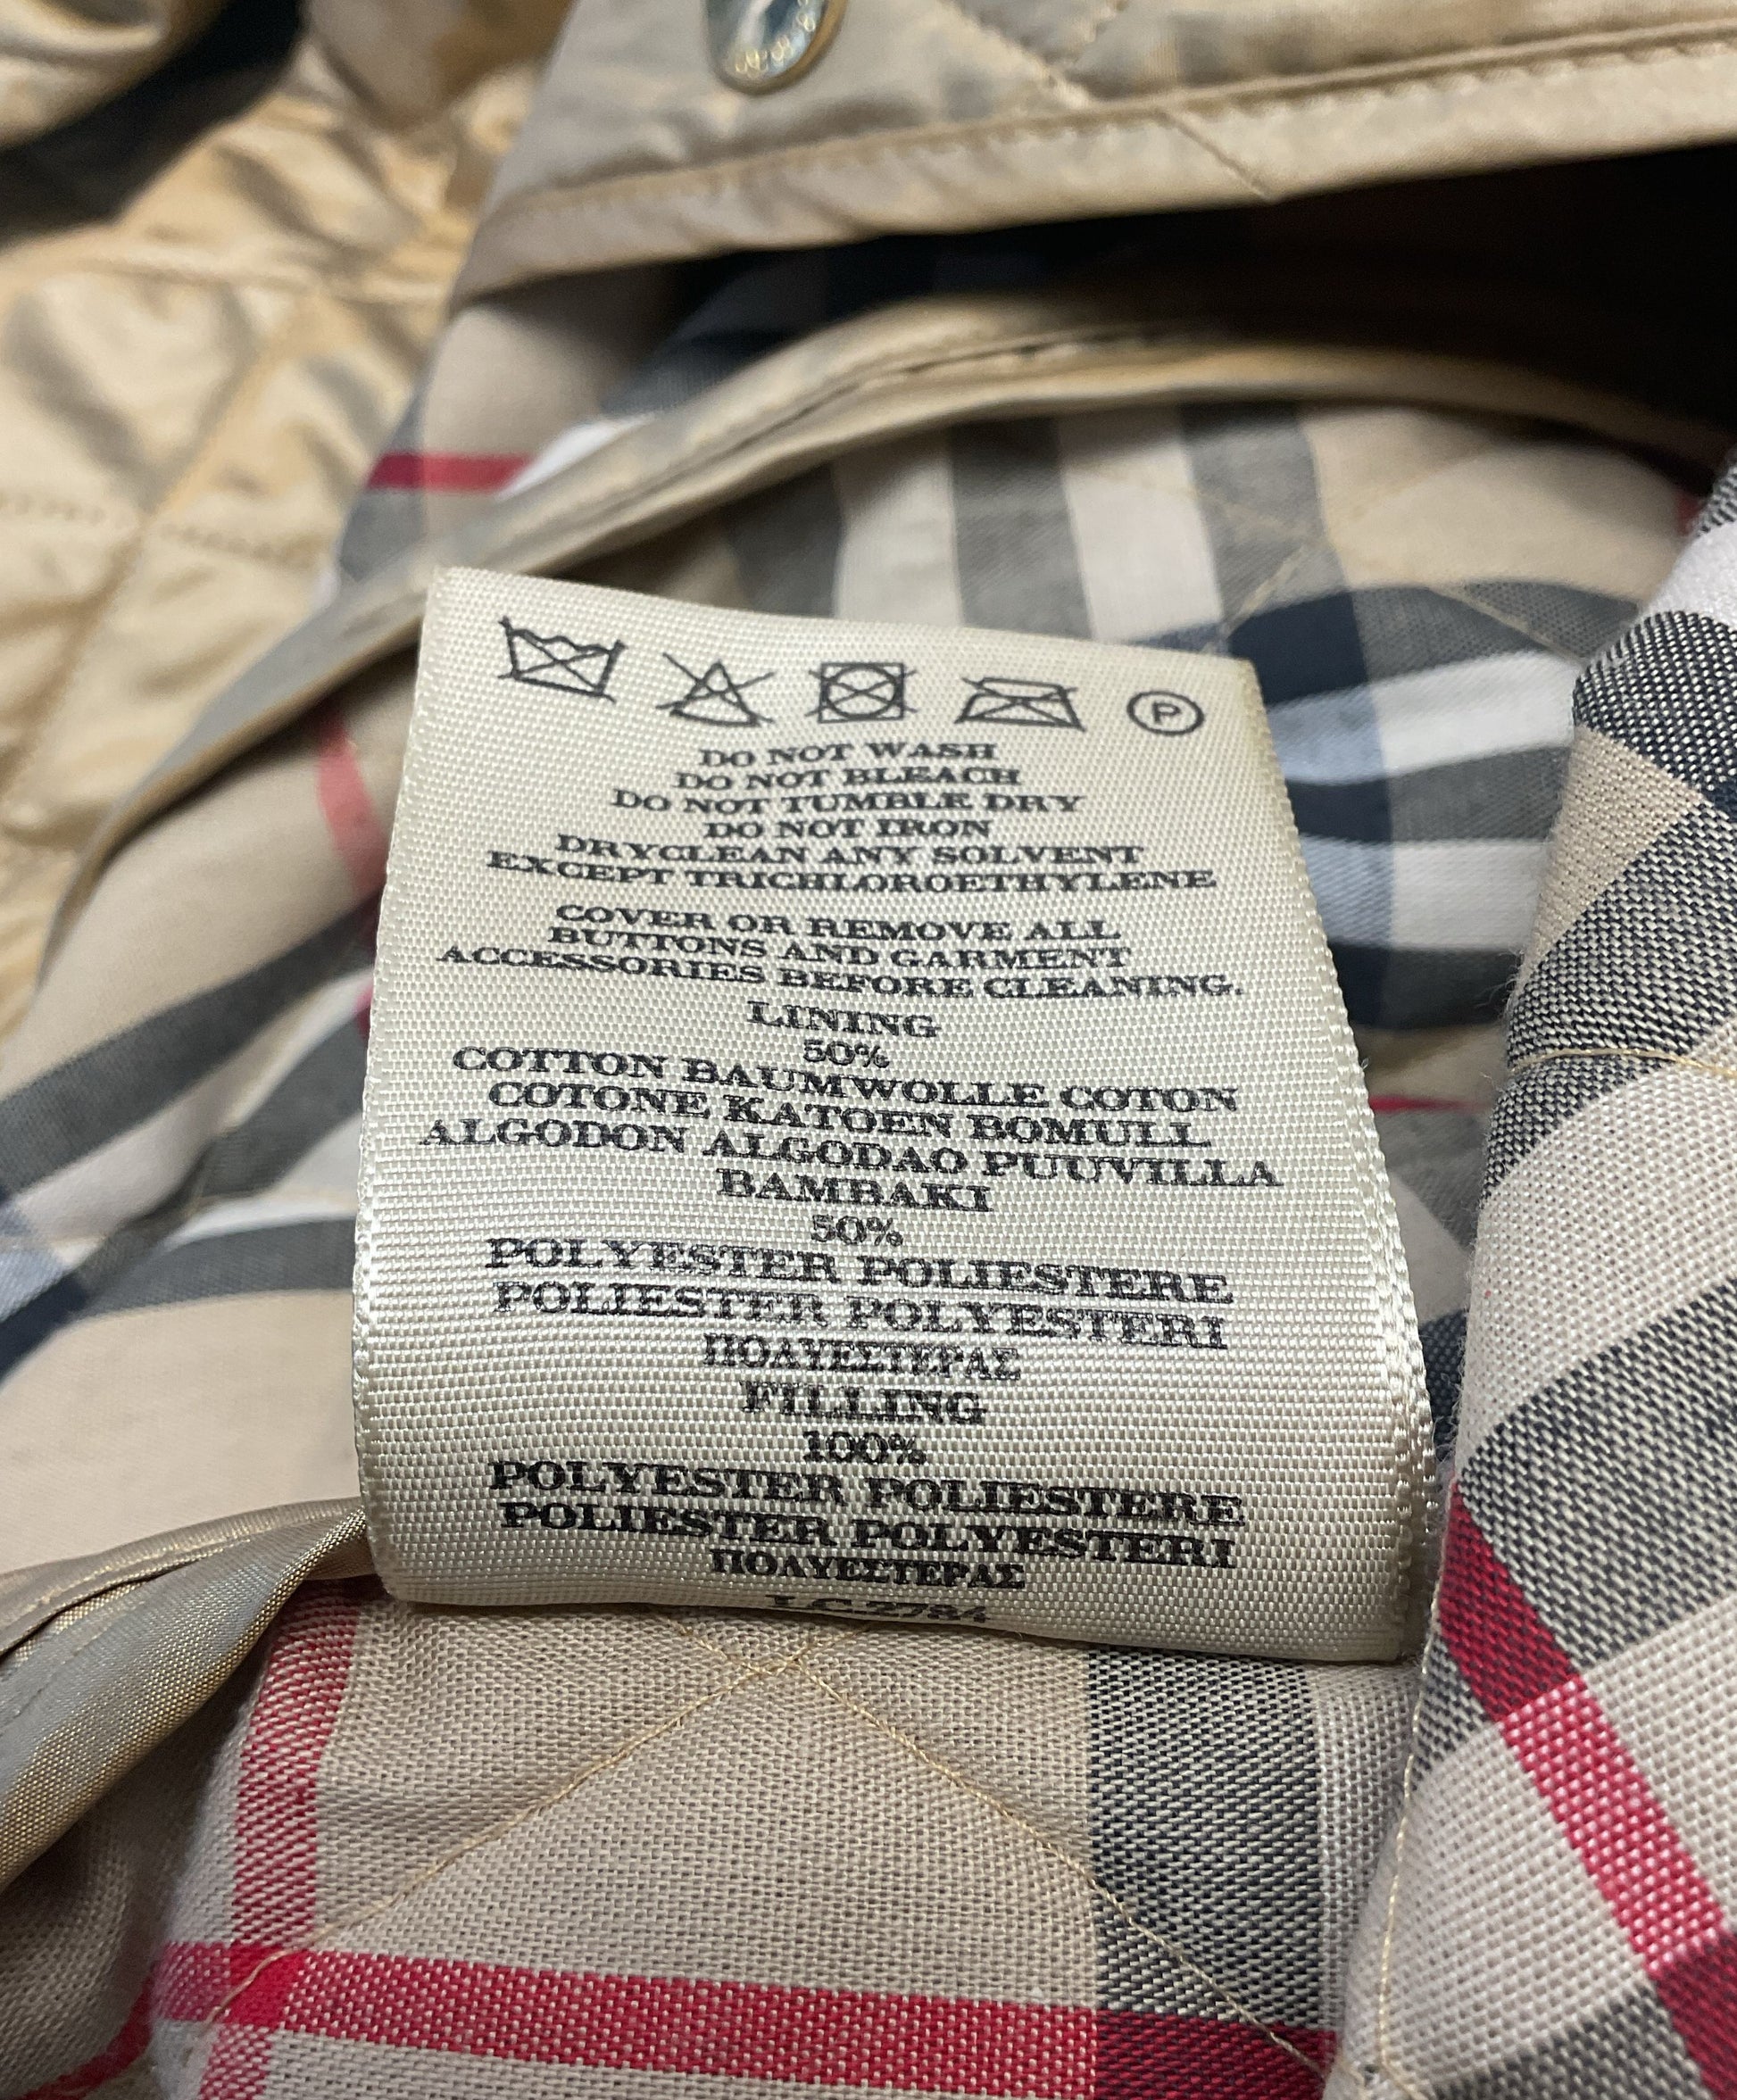 P
DO NOT WASH
DO NOT BLEACH
DO NOT TUMBLE DRY
DO NOT IRON
DRYCLEAN ANY SOLVENT
EXCEPT TRICHLOROETHYLENE
COVER OR REMOVE ALL
BUTTONS AND GARMENT
ACCESSORIES BEFORE CLEANING.
LINING
50%
COTTON BAUMWOLLE COTON
COTONE KATOEN BOMULL
ALGODON ALGODAO PUUVILLA
BAMBAKI
50%
POLYESTER POLIESTERE
POLIESTER POLYESTERI
ΠΟΛΥΕΣΤΕΡΑΣ
FILLING
100%
POLYESTER POLIESTERE
POLIESTER POLYESTERI
ΠΟΛΥΕΣΤΕΡΑΣ